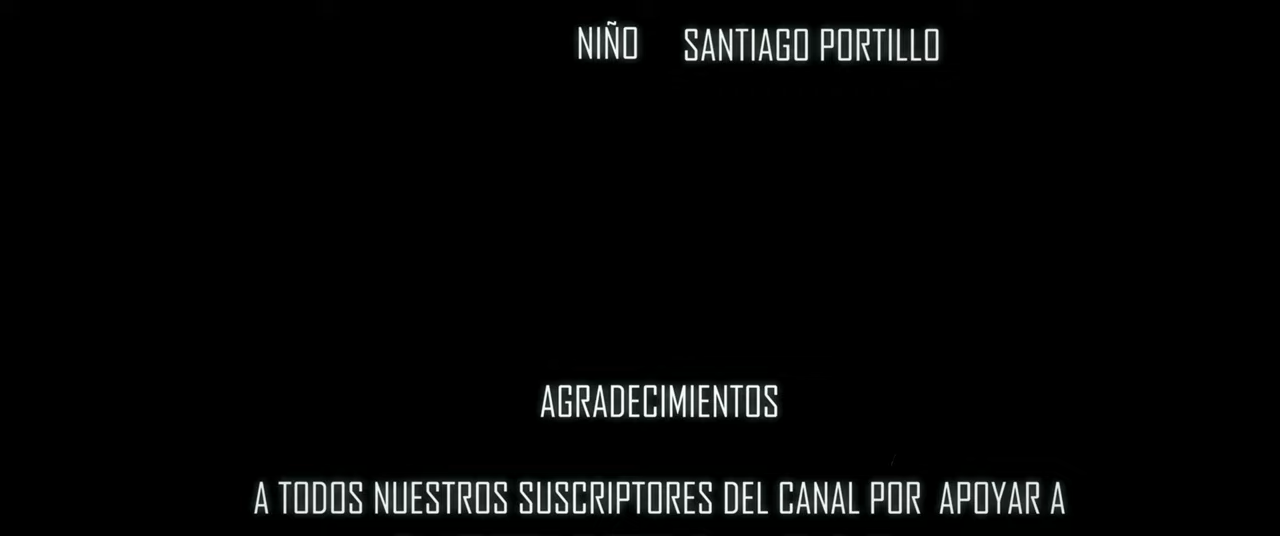 NIÑO SANTIAGO PORTILLO
AGRADECIMIENTOS
A TODOS NUESTROS SUSCRIPTORES DEL CANAL POR APOYAR A